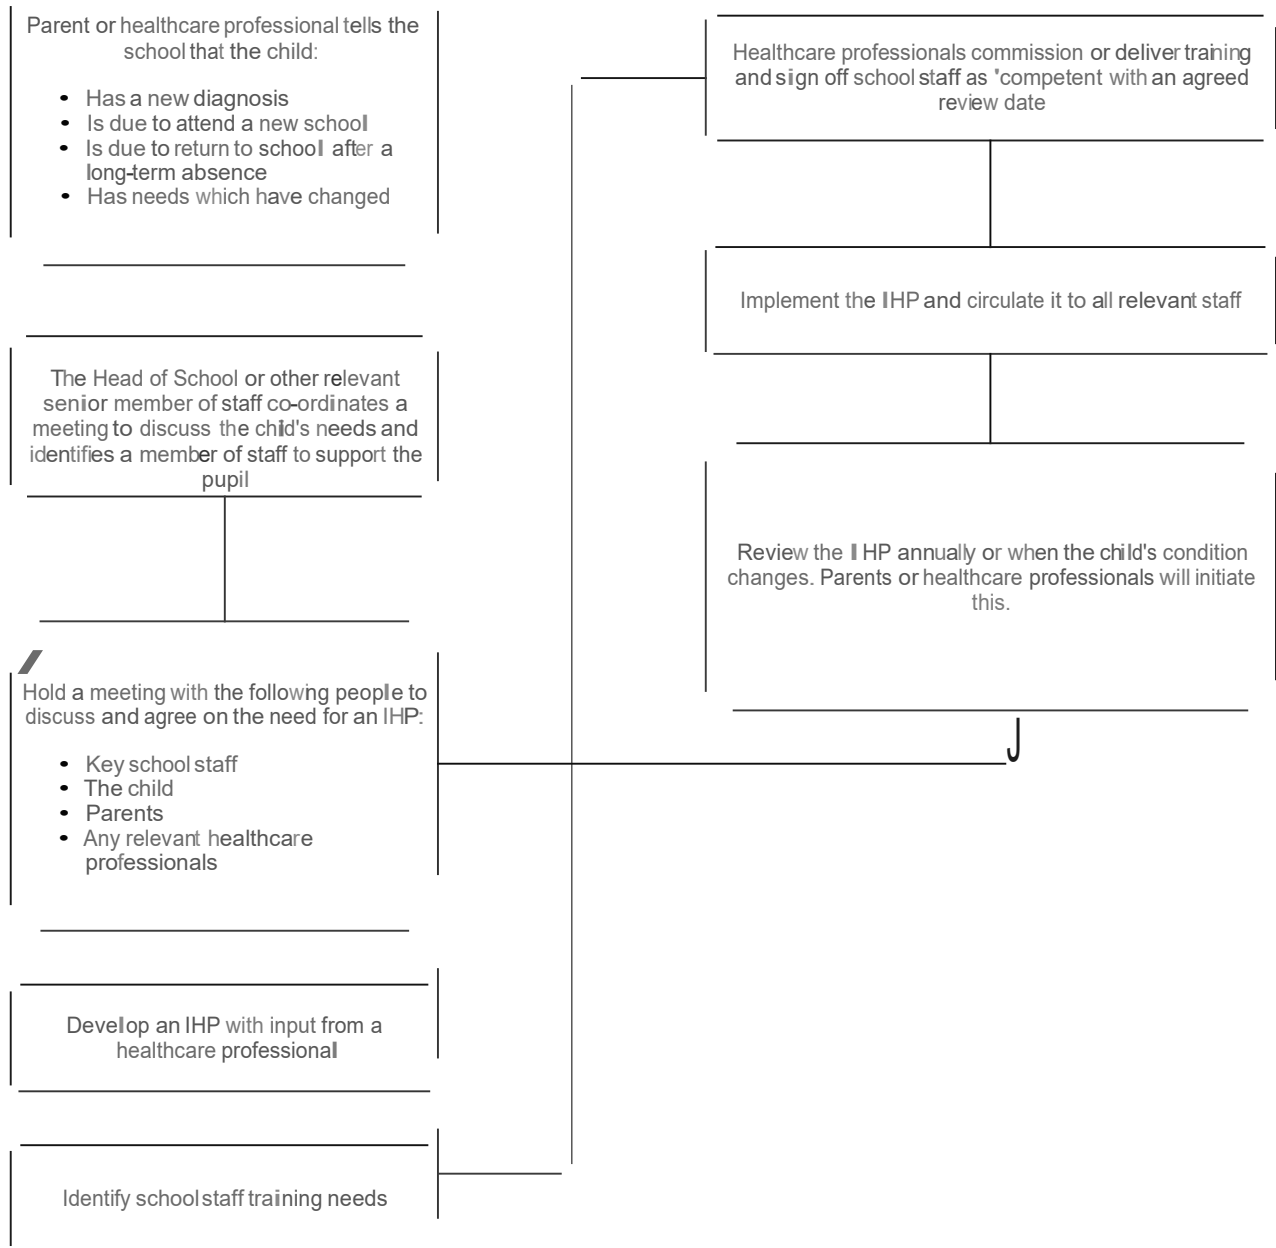 Parent or healthcare professional tells the
school that the child:
• Has a new diagnosis
• Is due to attend a new school
• Is due to return to school after a
long-term absence
• Has needs which have changed
The Head of School or other relevant
senior member of staff co-ordinates a
meeting to discuss the child's needs and
identifies a member of staff to support the
pupil
Hold a meeting with the following people to
discuss and agree on the need for an IHP:
• Key school staff
• The child
• Parents
• Any relevant healthcare
professionals
Develop an IHP with input from a
healthcare professional
Identify school staff training needs
Healthcare professionals commission or deliver training
and sign off school staff as 'competent with an agreed
review date
Implement the IHP and circulate it to all relevant staff
Review the IHP annually or when the child's condition
changes. Parents or healthcare professionals will initiate
this.